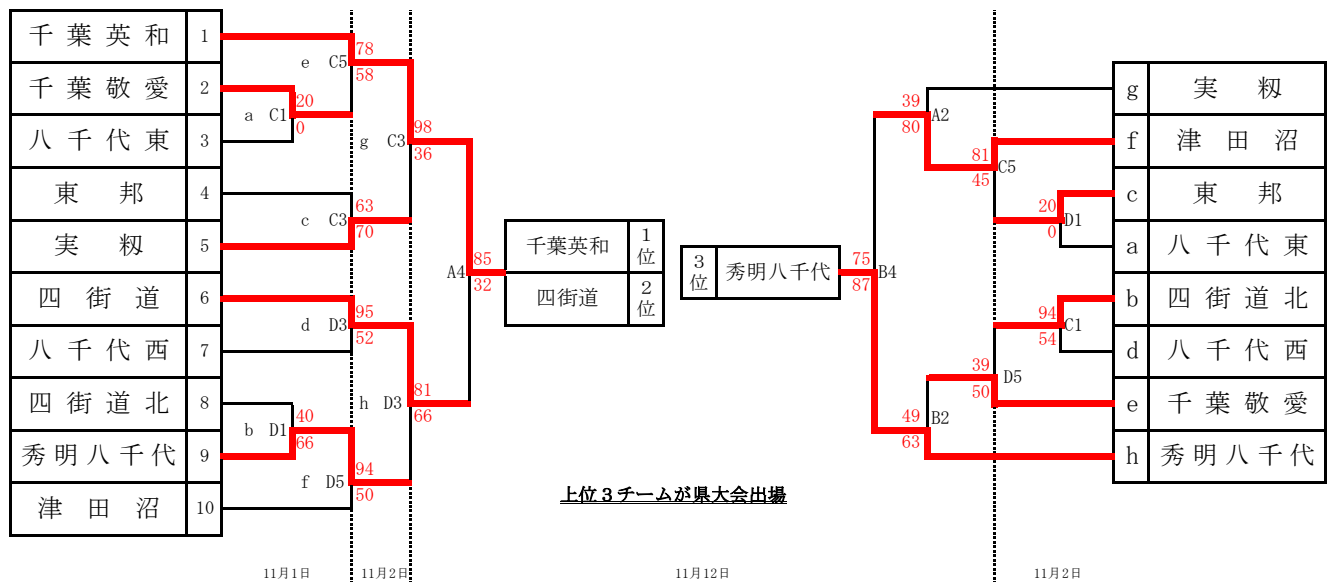 千葉英和 1
千葉敬愛 2
八千代東 3
東邦 4
実籾 5
四街道 6
八千代西 7
四街道北 8
秀明八千代 9
津田沼 10
e C5
78
58
a C1
20
0
g C3
98
36
c C3
63
70
d D3
95
52
h D3
81
66
b D1
40
66
f D5
94
50
A4
85
32
千葉英和 1位
四街道 2位
3位 秀明八千代
75
87
B4
39
80
A2
81
45
C5
20
0
D1
94
54
C1
39
50
D5
49
63
B2
g 実籾
f 津田沼
c 東邦
a 八千代東
b 四街道北
d 八千代西
e 千葉敬愛
h 秀明八千代
上位3チームが県大会出場
11月1日
11月2日
11月12日
11月2日